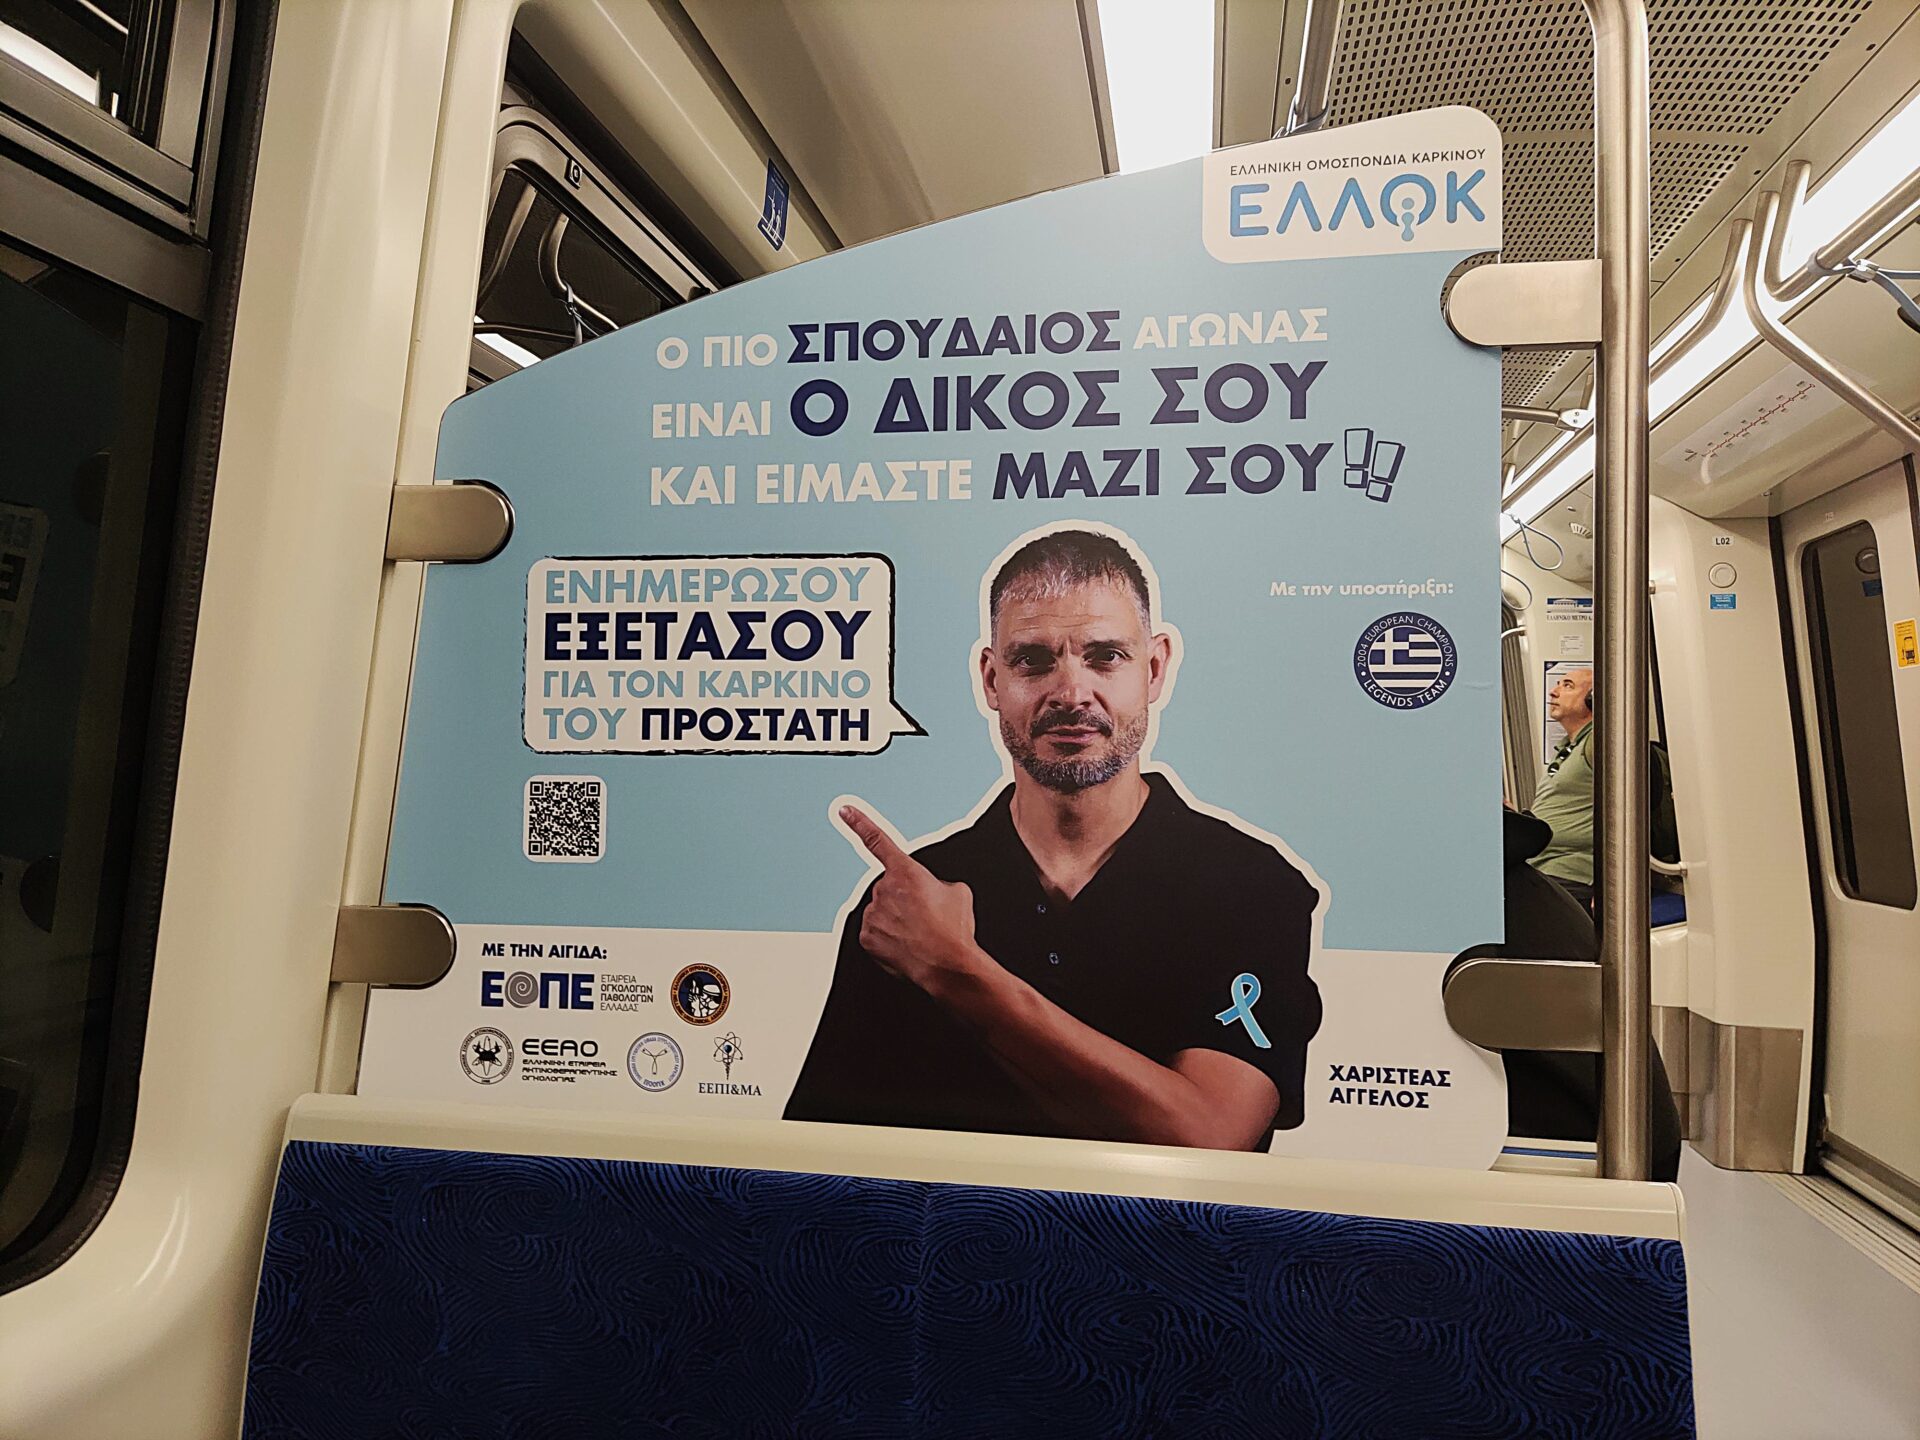 ΕΛΛΗΝΙΚΗ ΟΜΟΣΠΟΝΔΙΑ ΚΑΡΚΙΝΟΥ
ΕΛΛΟΚ
Ο ΠΙΟ ΣΠΟΥΔΑΙΟΣ ΑΓΩΝΑΣ
ΕΙΝΑΙ Ο ΔΙΚΟΣ ΣΟΥ
ΚΑΙ ΕΙΜΑΣΤΕ ΜΑΖΙ ΣΟΥ!!
ΕΝΗΜΕΡΩΣΟΥ
ΕΞΕΤΑΣΟΥ
ΓΙΑ ΤΟΝ ΚΑΡΚΙΝΟ
ΤΟΥ ΠΡΟΣΤΑΤΗ
Με την υποστήριξη:
2004 EUROPEAN CHAMPIONS
LEGENDS TEAM
ΜΕ ΤΗΝ ΑΙΓΙΔΑ:
ΕΟΠΕ
ΕΤΑΙΡΕΙΑ
ΟΓΚΟΛΟΓΩΝ
ΠΑΘΟΛΟΓΩΝ
ΕΛΛΑΔΑΣ
ΕΕΑΟ
ΕΛΛΗΝΙΚΗ ΕΤΑΙΡΕΙΑ
ΑΚΤΙΝΟΘΕΡΑΠΕΥΤΙΚΗΣ
ΟΓΚΟΛΟΓΙΑΣ
ΕΕΠΙ&ΜΑ
ΧΑΡΙΣΤΕΑΣ
ΑΓΓΕΛΟΣ
L02